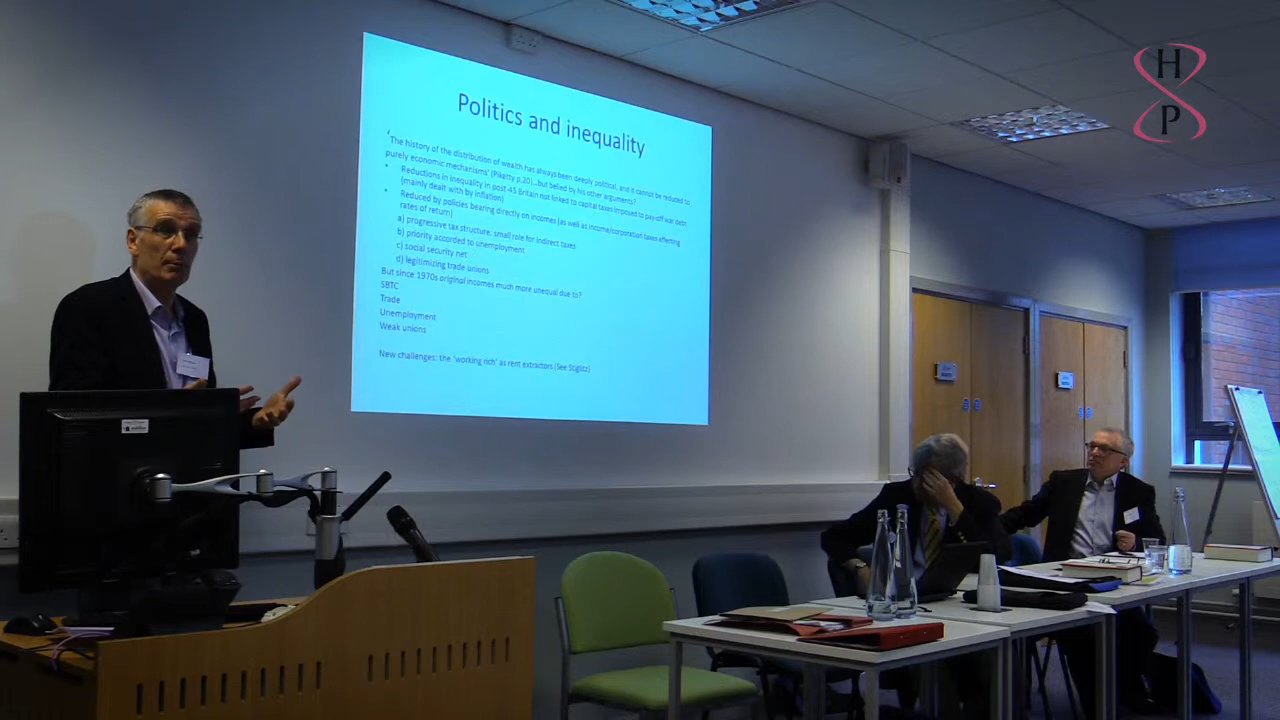 H
P
Politics and inequality
'The history of the distribution of wealth has always been deeply political, and it cannot be reduced to
purely economic mechanisms' (Piketty p.20)…but belied by his other arguments?
• Reductions in inequality in post-45 Britain not linked to capital taxes imposed to pay-off war debt
(mainly dealt with by inflation)
• Reduced by policies bearing directly on incomes (as well as income/corporation taxes affecting
rates of return)
a) progressive tax structure, small role for indirect taxes
b) priority accorded to unemployment
c) social security net
d) legitimizing trade unions
But since 1970s original incomes much more unequal due to?
SBTC
Trade
Unemployment
Weak unions
New challenges: the 'working rich' as rent extractors (See Stiglitz)